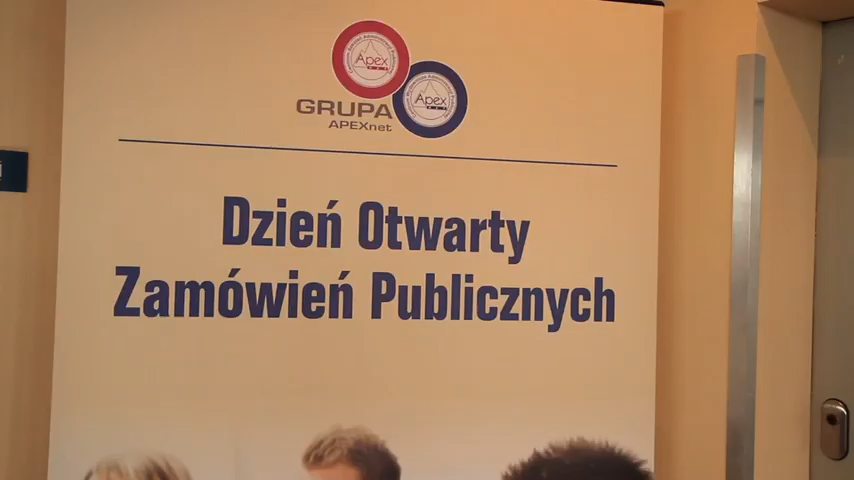 Apex
Apex
GRUPA
APEXnet
Dzień Otwarty
Zamówień Publicznych